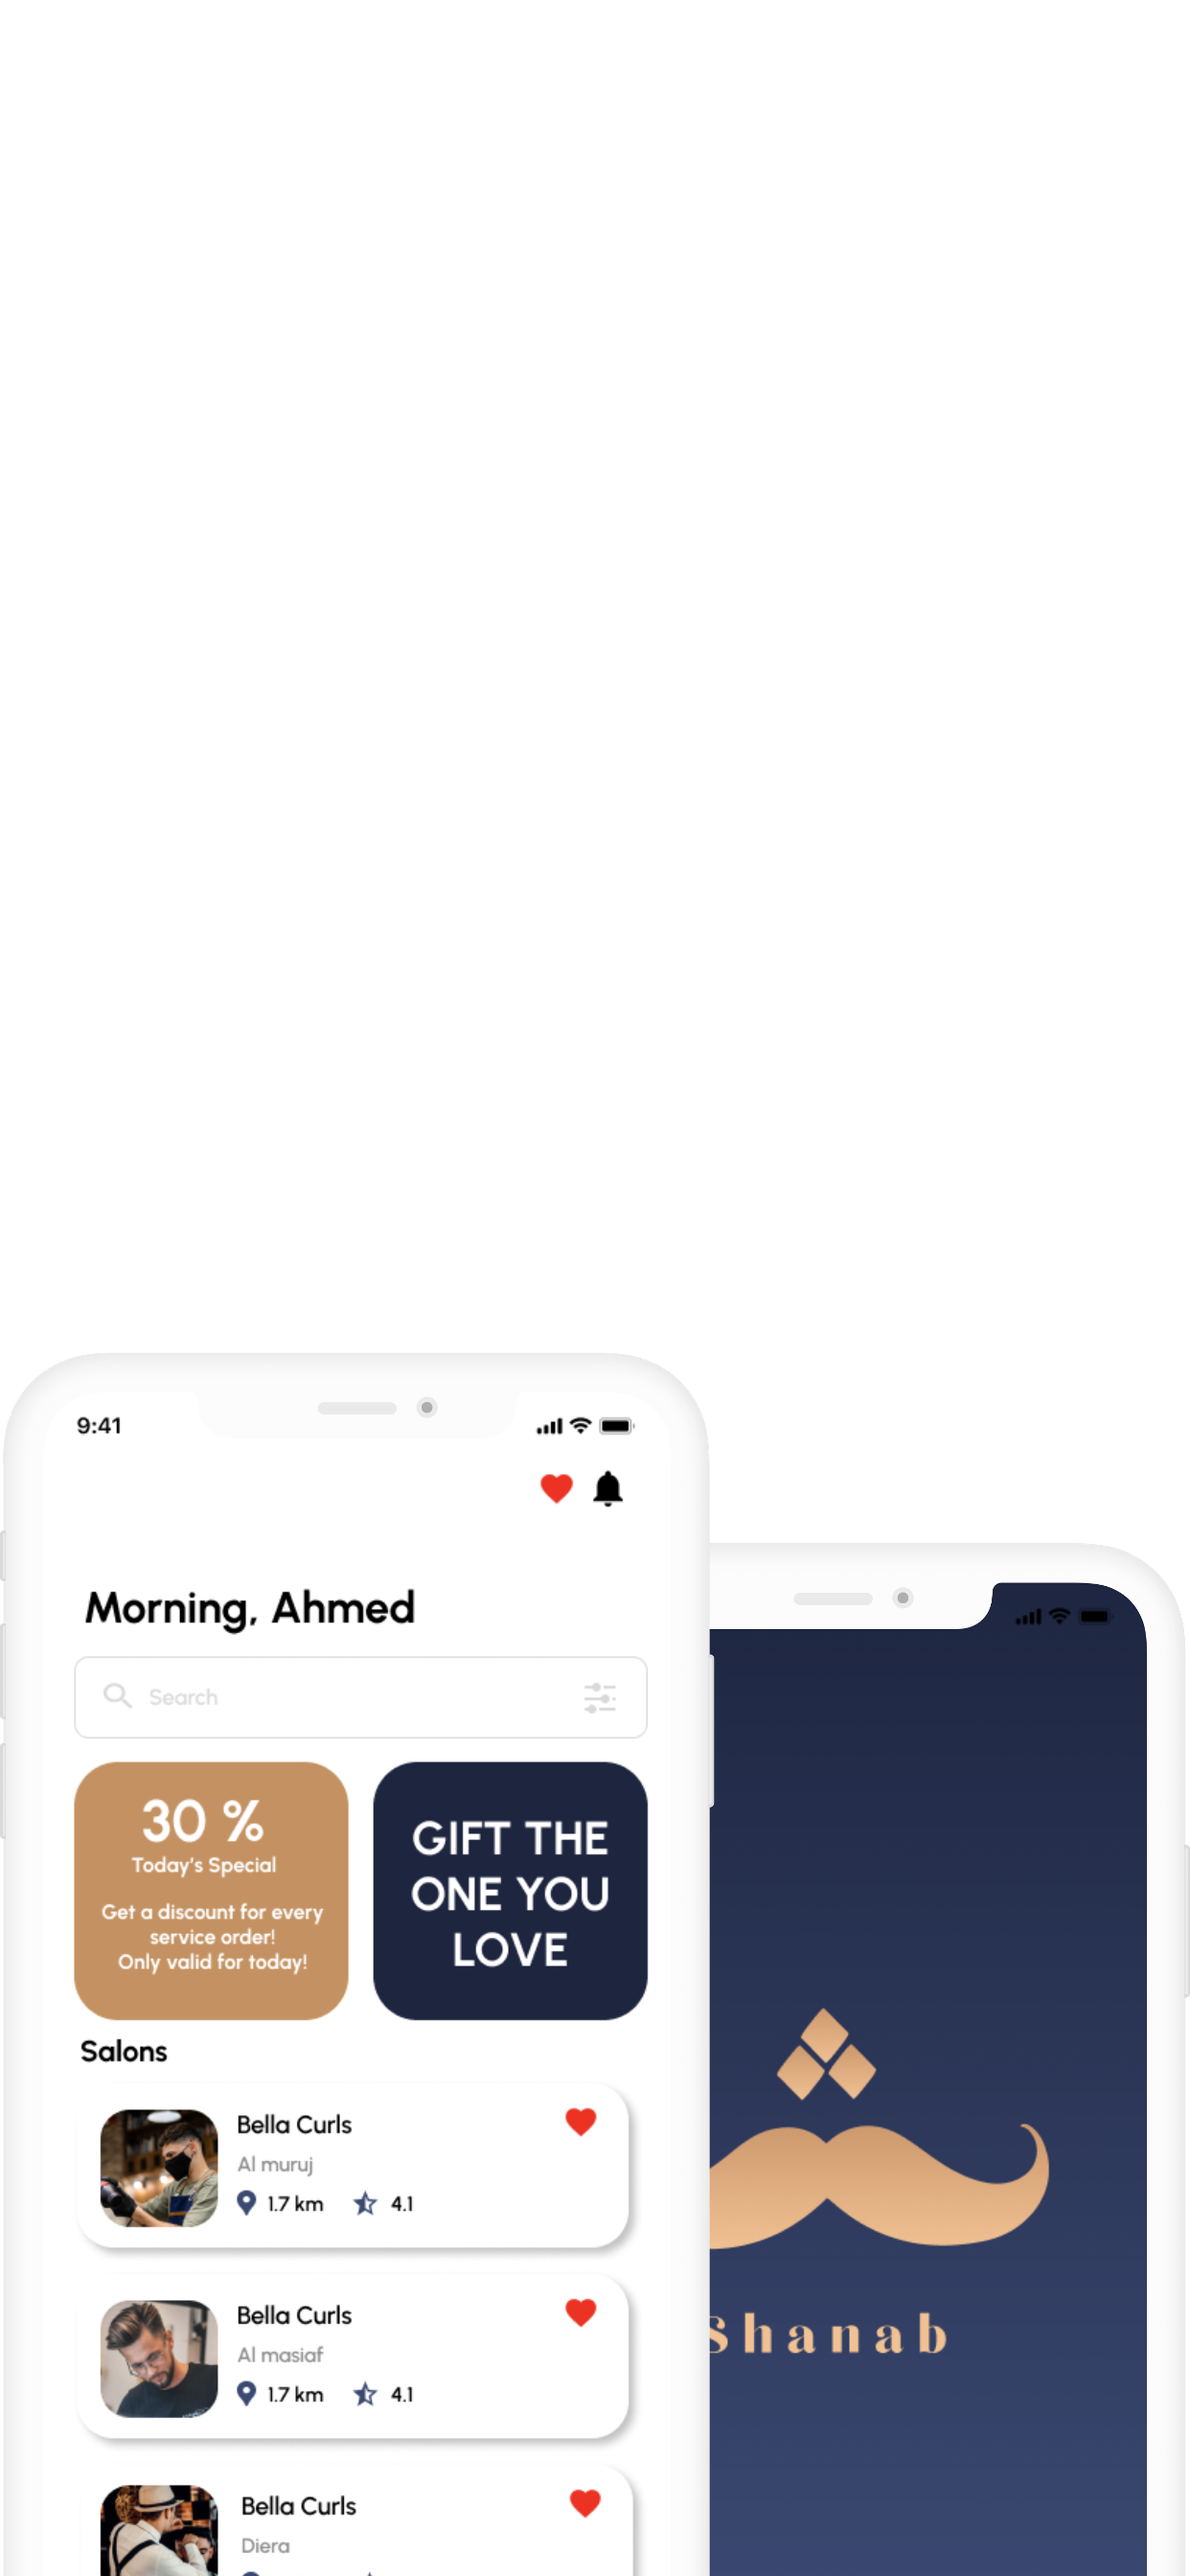 9:41
Morning, Ahmed
Search
30 %
Today's Special
Get a discount for every
service order!
Only valid for today!
GIFT THE
ONE YOU
LOVE
Salons
Bella Curls
Al muruj
1.7 km 4.1
Bella Curls
Al masiaf
1.7 km 4.1
Bella Curls
Diera
Shanab